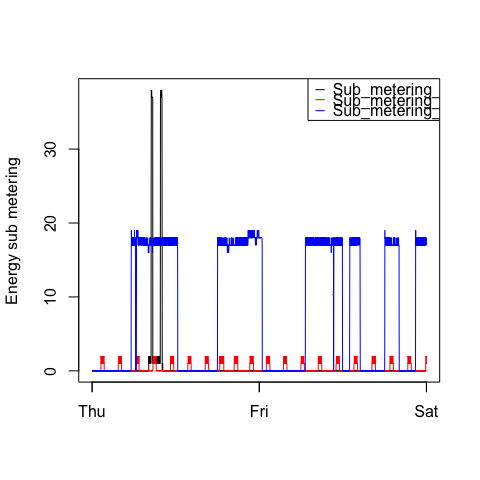 Sub_metering_
Sub_metering_
Sub_metering_
Energy sub metering
30
20
10
0
Thu Fri Sat